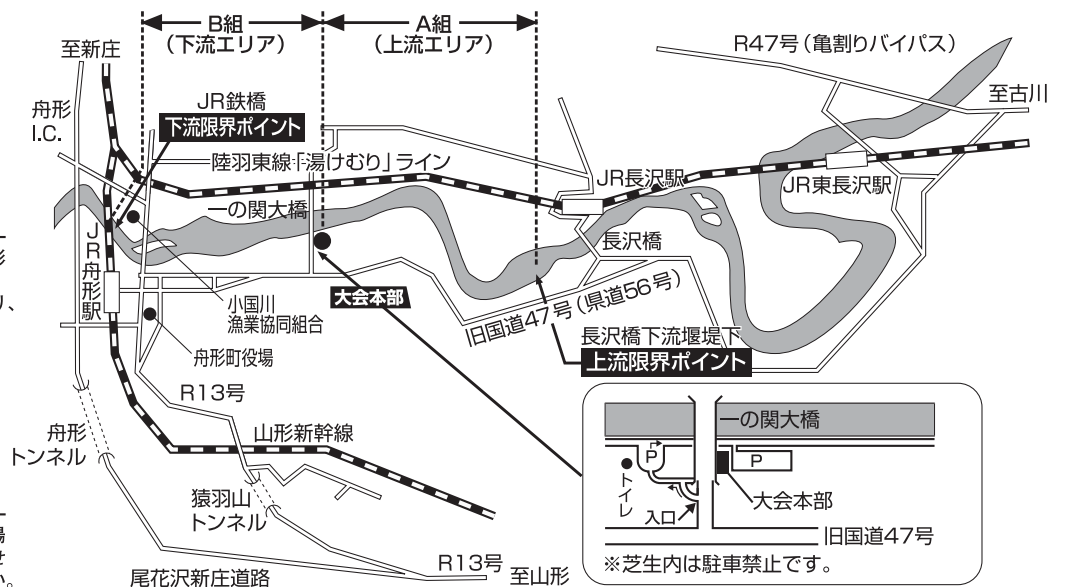 B組
（下流エリア）
A組
（上流エリア）
至新庄
R47号（亀割りバイパス）
至古川
舟形
I.C.
JR鉄橋
下流限界ポイント
陸羽東線「湯けむり」ライン
JR長沢駅
JR東長沢駅
一の関大橋
長沢橋
JR舟形駅
大会本部
小国川
漁業協同組合
旧国道47号（県道56号）
舟形町役場
長沢橋下流堰堤下
上流限界ポイント
R13号
山形新幹線
舟形
トンネル
猿羽山
トンネル
R13号
至山形
尾花沢新庄道路
一の関大橋
P
P
トイレ
大会本部
入口
旧国道47号
※芝生内は駐車禁止です。
形
り、
場
せ
い。